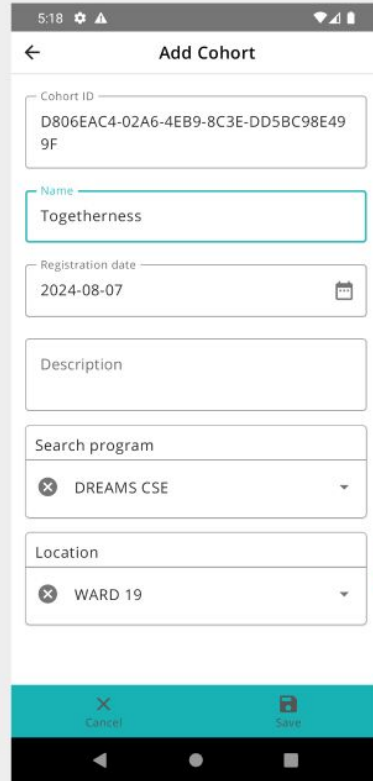 5:18
Add Cohort
Cohort ID
D806EAC4-02A6-4EB9-8C3E-DD5BC98E49
9F
Name
Togetherness
Registration date
2024-08-07
Description
Search program
DREAMS CSE
Location
WARD 19
Cancel
Save